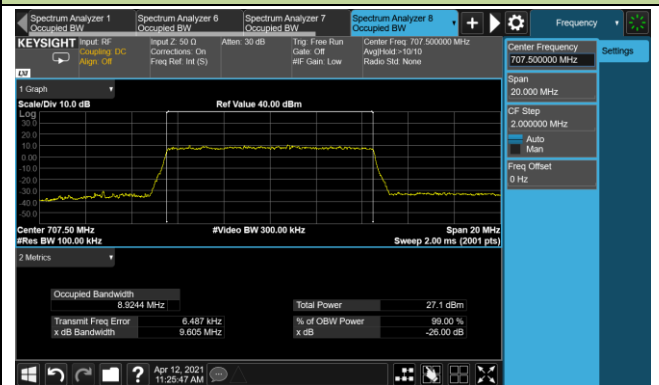 Spectrum Analyzer 1
Occupied BW
Spectrum Analyzer 6
Occupied BW
Spectrum Analyzer 7
Occupied BW
Spectrum Analyzer 8
Occupied BW
Frequency
KEYSIGHT
Input: RF
Coupling: DC
Align: Off
Input Z: 50 Ω
Corrections: On
Freq Ref: Int (S)
Atten: 30 dB
Trig: Free Run
Gate: Off
#IF Gain: Low
Center Freq: 707.500000 MHz
Avg|Hold:>10/10
Radio Std: None
LXI
Center Frequency
707.500000 MHz
Settings
Span
20.000 MHz
CF Step
2.000000 MHz
Auto
Man
Freq Offset
0 Hz
1 Graph
Scale/Div 10.0 dB
Ref Value 40.00 dBm
Log
30.0
20.0
10.0
0.00
-10.0
-20.0
-30.0
-40.0
-50.0
Center 707.50 MHz
#Video BW 300.00 kHz
Span 20 MHz
#Res BW 100.00 kHz
Sweep 2.00 ms (2001 pts)
2 Metrics
Occupied Bandwidth
8.9244 MHz
Total Power 27.1 dBm
Transmit Freq Error 6.487 kHz
% of OBW Power 99.00 %
x dB Bandwidth 9.605 MHz
x dB -26.00 dB
Apr 12, 2021
11:25:47 AM